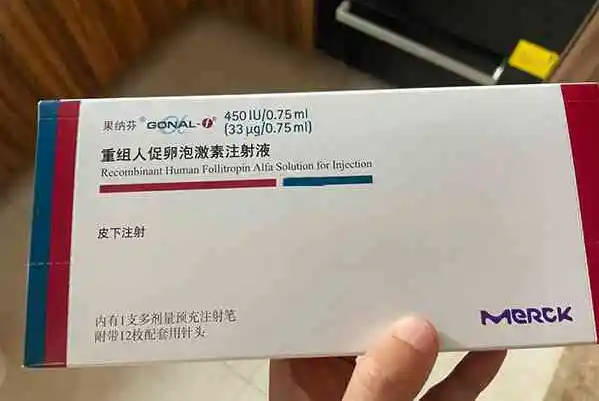 果纳芬® GONAL-f® 450 IU/0.75 ml
(33 μg/0.75 ml)
重组人促卵泡激素注射液
Recombinant Human Follitropin Alfa Solution for Injection
皮下注射
内有1支多剂量预充注射笔
附带12枚配套用针头
MERCK